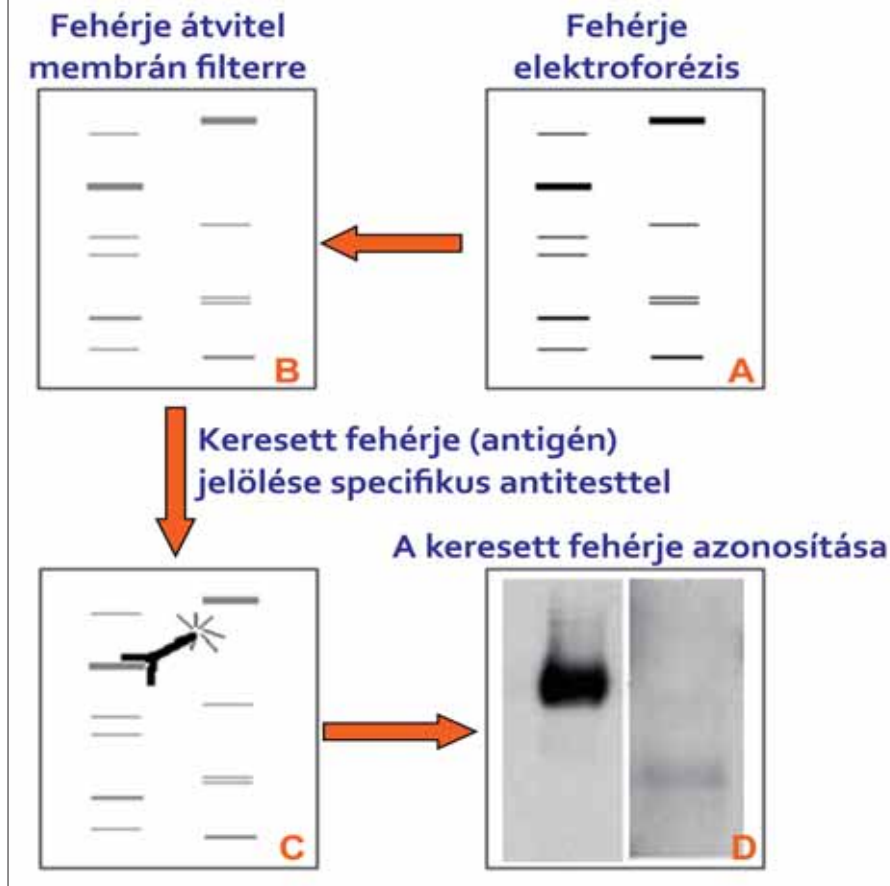 Fehérje átvitel
membrán filterre
Fehérje
elektroforézis
B
A
Keresett fehérje (antigén)
jelölése specifikus antitesttel
A keresett fehérje azonosítása
C
D